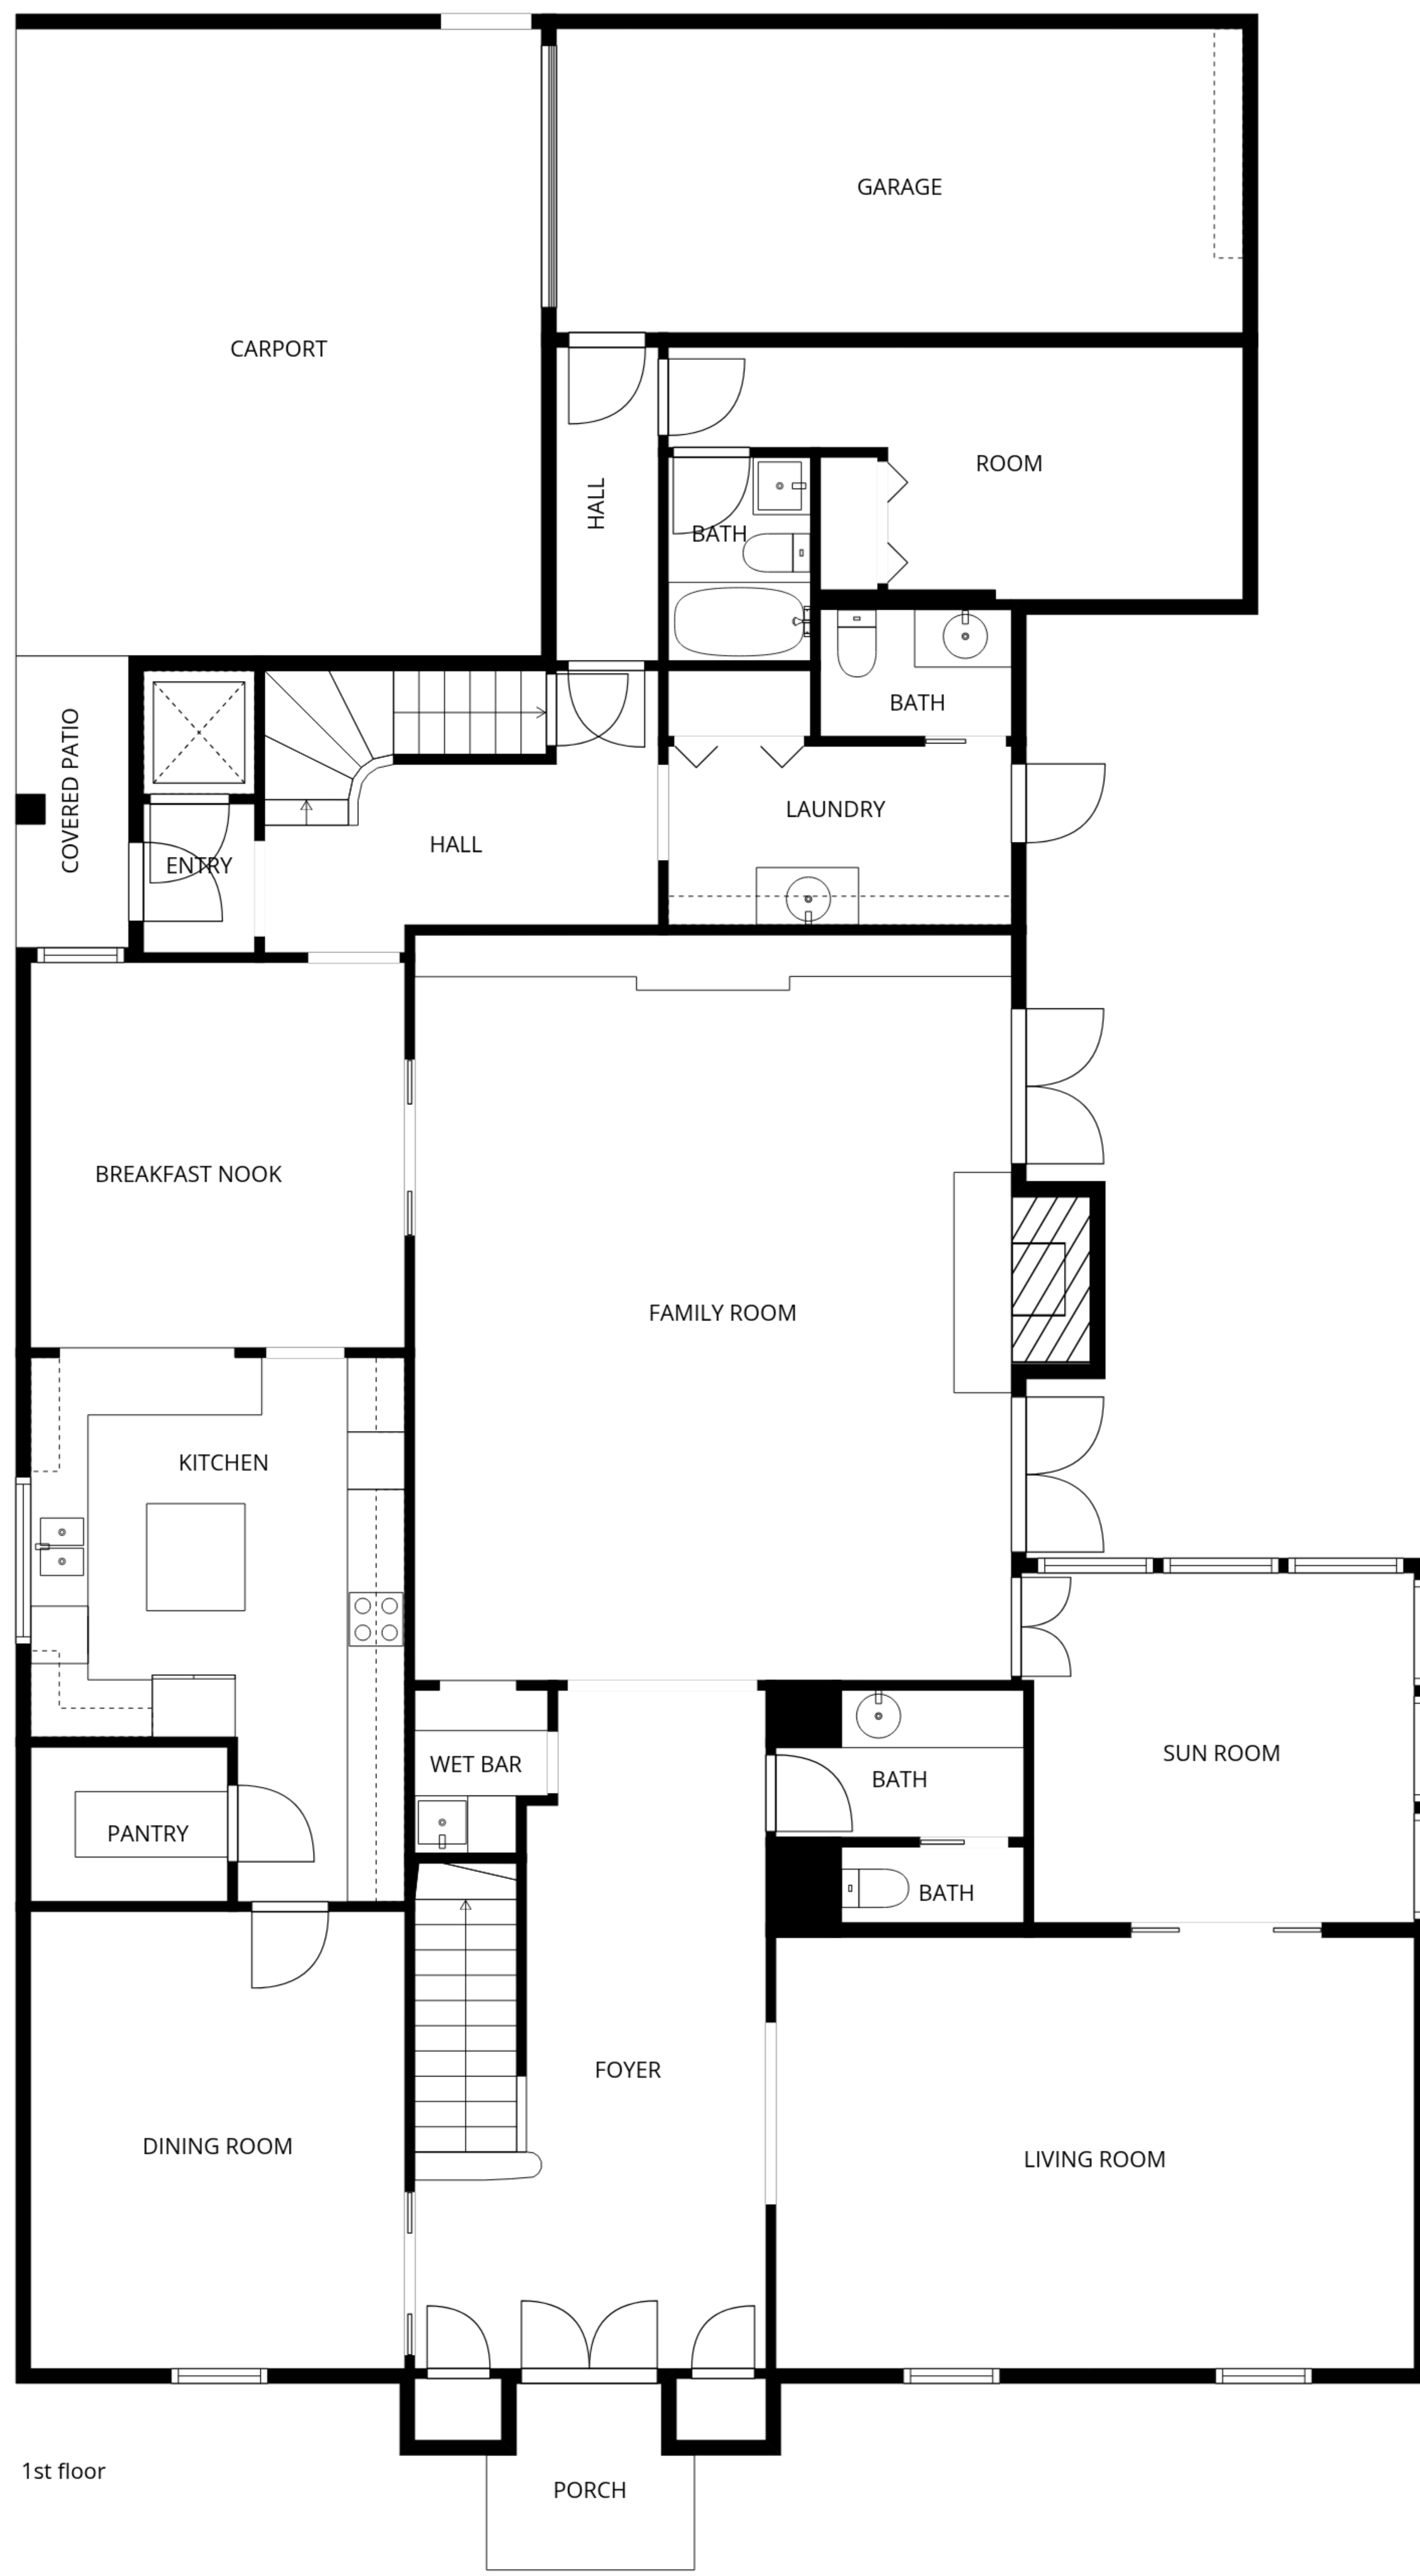 GARAGE
CARPORT
ROOM
HALL
BATH
BATH
COVERED PATIO
LAUNDRY
HALL
ENTRY
BREAKFAST NOOK
FAMILY ROOM
KITCHEN
SUN ROOM
WET BAR
BATH
PANTRY
BATH
FOYER
DINING ROOM
LIVING ROOM
1st floor
PORCH